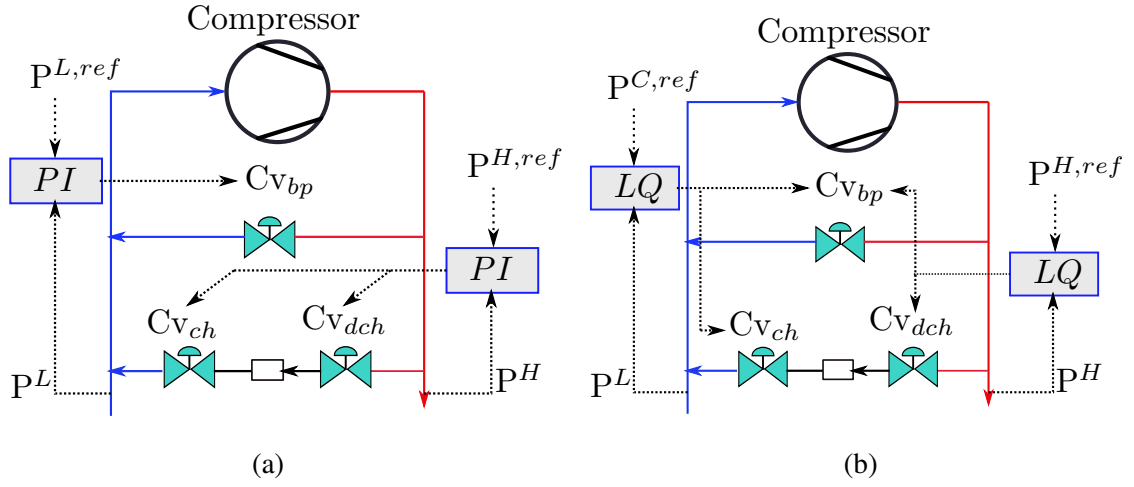 Compressor
P^{L,ref}
PI
Cv_{bp}
P^{H,ref}
PI
Cv_{ch}
Cv_{dch}
P^L
P^H
(a)
Compressor
P^{C,ref}
LQ
Cv_{bp}
P^{H,ref}
LQ
Cv_{ch}
Cv_{dch}
P^L
P^H
(b)